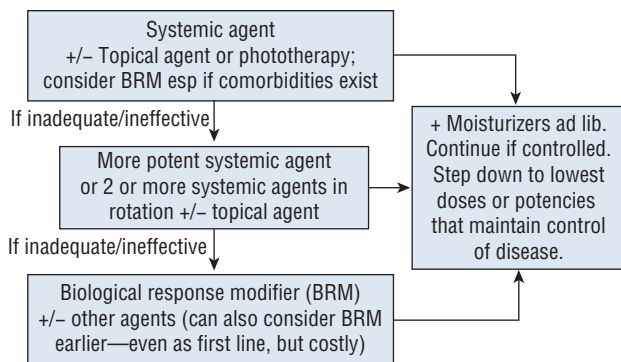 Systemic agent
+/− Topical agent or phototherapy;
consider BRM esp if comorbidities exist
If inadequate/ineffective
More potent systemic agent
or 2 or more systemic agents in
rotation +/− topical agent
If inadequate/ineffective
Biological response modifier (BRM)
+/− other agents (can also consider BRM
earlier—even as first line, but costly)
+ Moisturizers ad lib.
Continue if controlled.
Step down to lowest
doses or potencies
that maintain control
of disease.